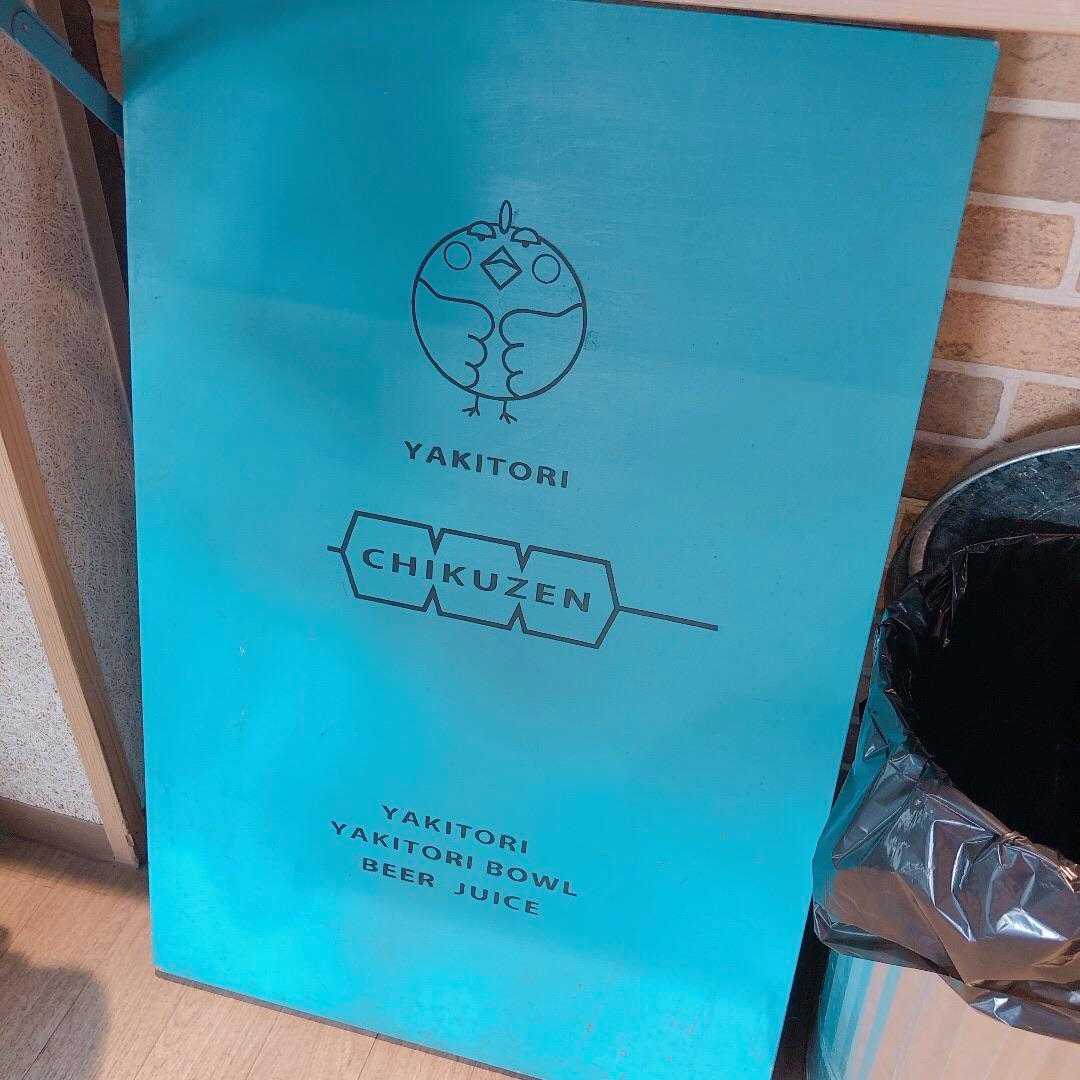 YAKITORI
CHIKUZEN
YAKITORI
YAKITORI BOWL
BEER JUICE